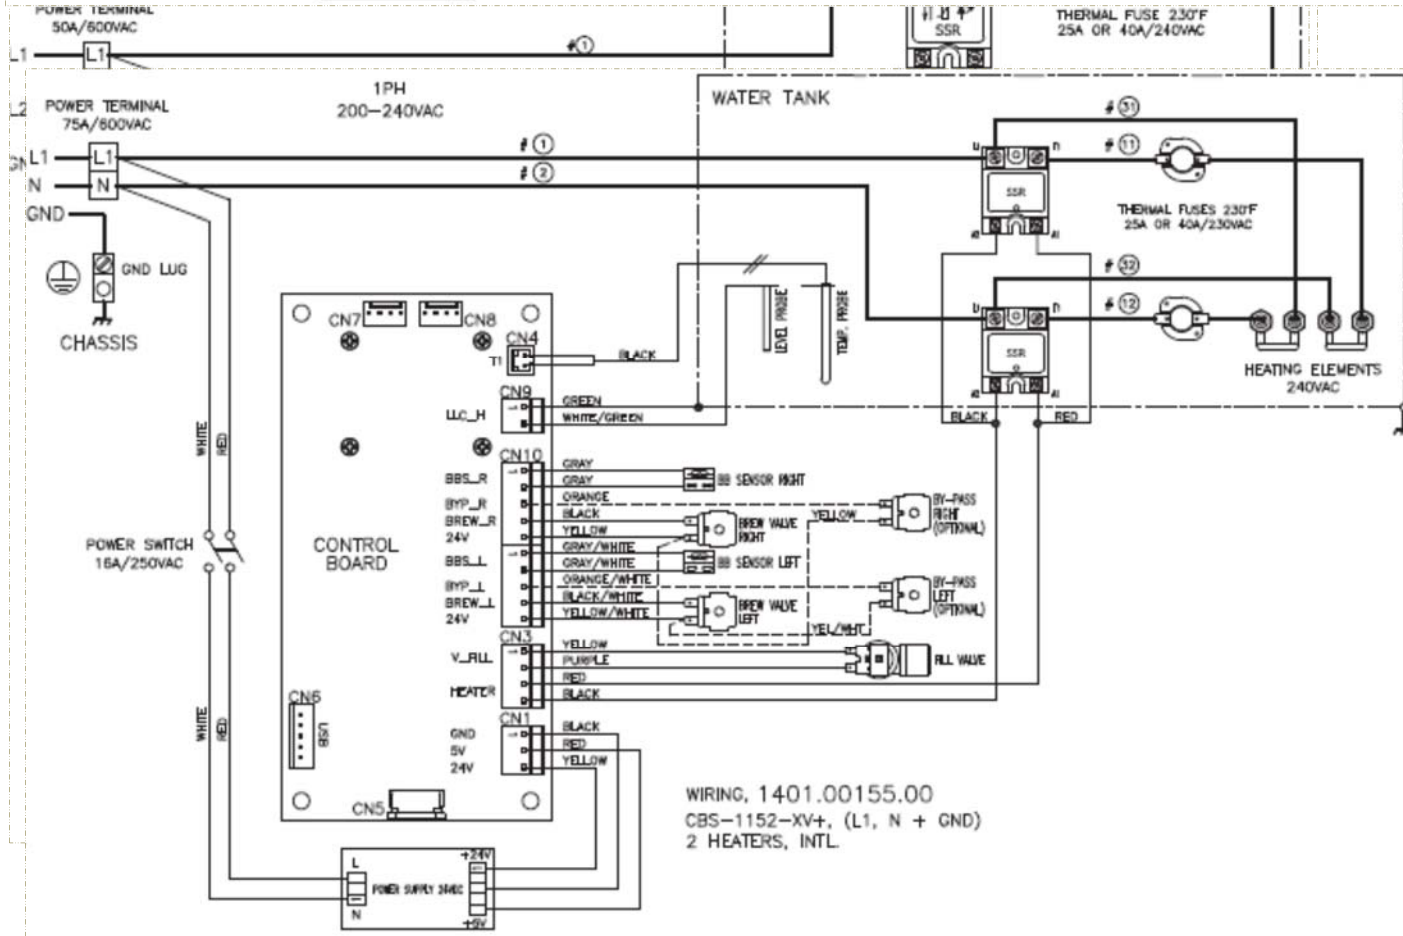 POWER TERMINAL
50A/600VAC
L1
L1
#1
SSR
THERMAL FUSE 230°F
25A OR 40A/240VAC
1PH
200-240VAC
WATER TANK
L2
POWER TERMINAL
75A/600VAC
#31
L1
L1
#1
#11
N
N
#2
SSR
THERMAL FUSES 230°F
25A OR 40A/230VAC
GND
GND LUG
CHASSIS
#32
#12
SSR
HEATING ELEMENTS
240VAC
LEVEL PROBE
TEMP. PROBE
CN7
CN8
CN4
T1
BLACK
CN9
GREEN
LLC_H
WHITE/GREEN
BLACK
RED
WHITE
RED
CN10
GRAY
BBS_R
GRAY
BB SENSOR RIGHT
BYP_R
ORANGE
BREW_R
BLACK
24V
YELLOW
BREW VALVE
RIGHT
YELLOW
BY-PASS
RIGHT
(OPTIONAL)
GRAY/WHITE
BBS_L
GRAY/WHITE
BB SENSOR LEFT
BYP_L
ORANGE/WHITE
BREW_L
BLACK/WHITE
24V
YELLOW/WHITE
BREW VALVE
LEFT
YEL/WHT
BY-PASS
LEFT
(OPTIONAL)
POWER SWITCH
16A/250VAC
CONTROL
BOARD
CN3
YELLOW
V_FILL
PURPLE
FILL VALVE
RED
HEATER
BLACK
WHITE
RED
CN6
USB
CN1
GND
BLACK
5V
RED
24V
YELLOW
CN5
WIRING, 1401.00155.00
CBS-1152-XV+, (L1, N + GND)
2 HEATERS, INTL.
L
+24V
POWER SUPPLY 24VDC
N
+5V